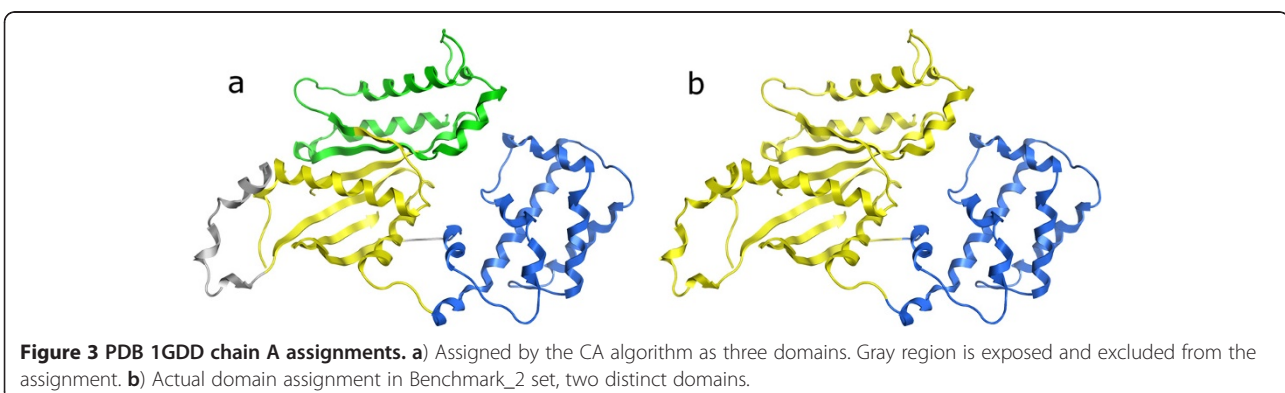 a
b
Figure 3 PDB 1GDD chain A assignments. a) Assigned by the CA algorithm as three domains. Gray region is exposed and excluded from the
assignment. b) Actual domain assignment in Benchmark_2 set, two distinct domains.